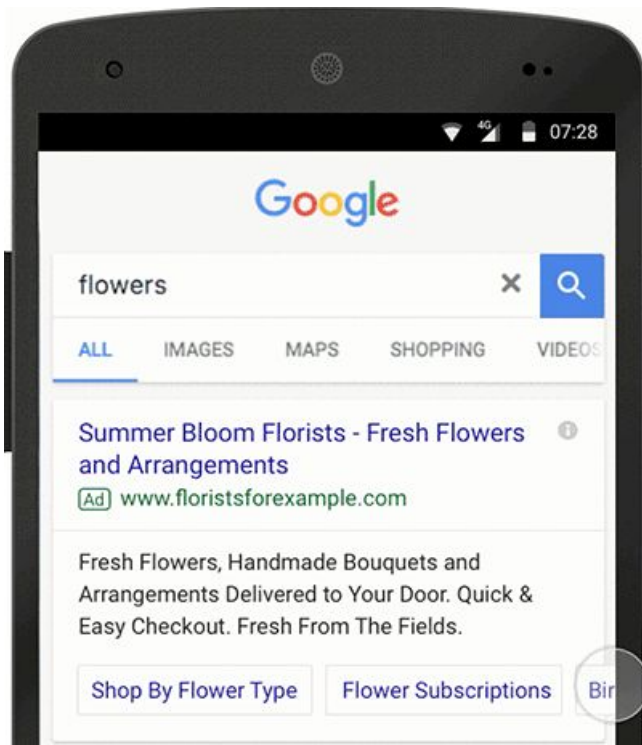 4G 07:28
Google
flowers
ALL IMAGES MAPS SHOPPING VIDEOS
Summer Bloom Florists - Fresh Flowers
and Arrangements
Ad www.floristsforexample.com
Fresh Flowers, Handmade Bouquets and
Arrangements Delivered to Your Door. Quick &
Easy Checkout. Fresh From The Fields.
Shop By Flower Type Flower Subscriptions